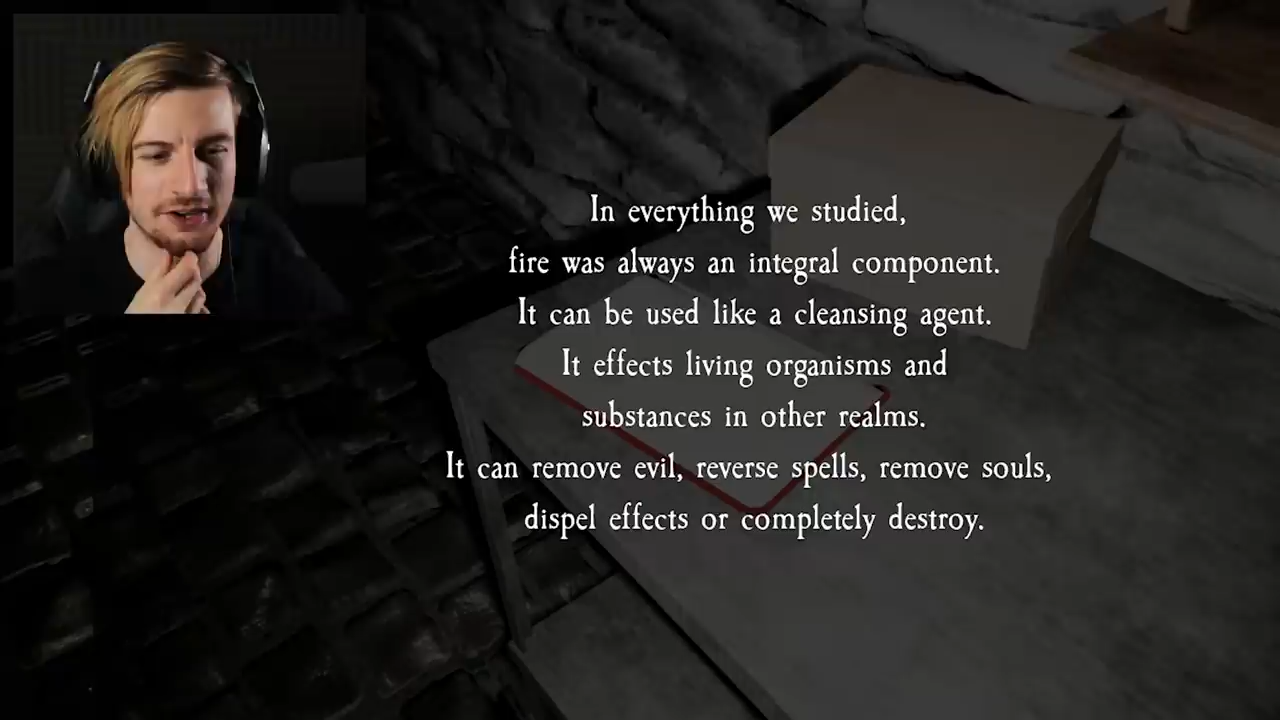 In everything we studied,
fire was always an integral component.
It can be used like a cleansing agent.
It effects living organisms and
substances in other realms.
It can remove evil, reverse spells, remove souls,
dispel effects or completely destroy.